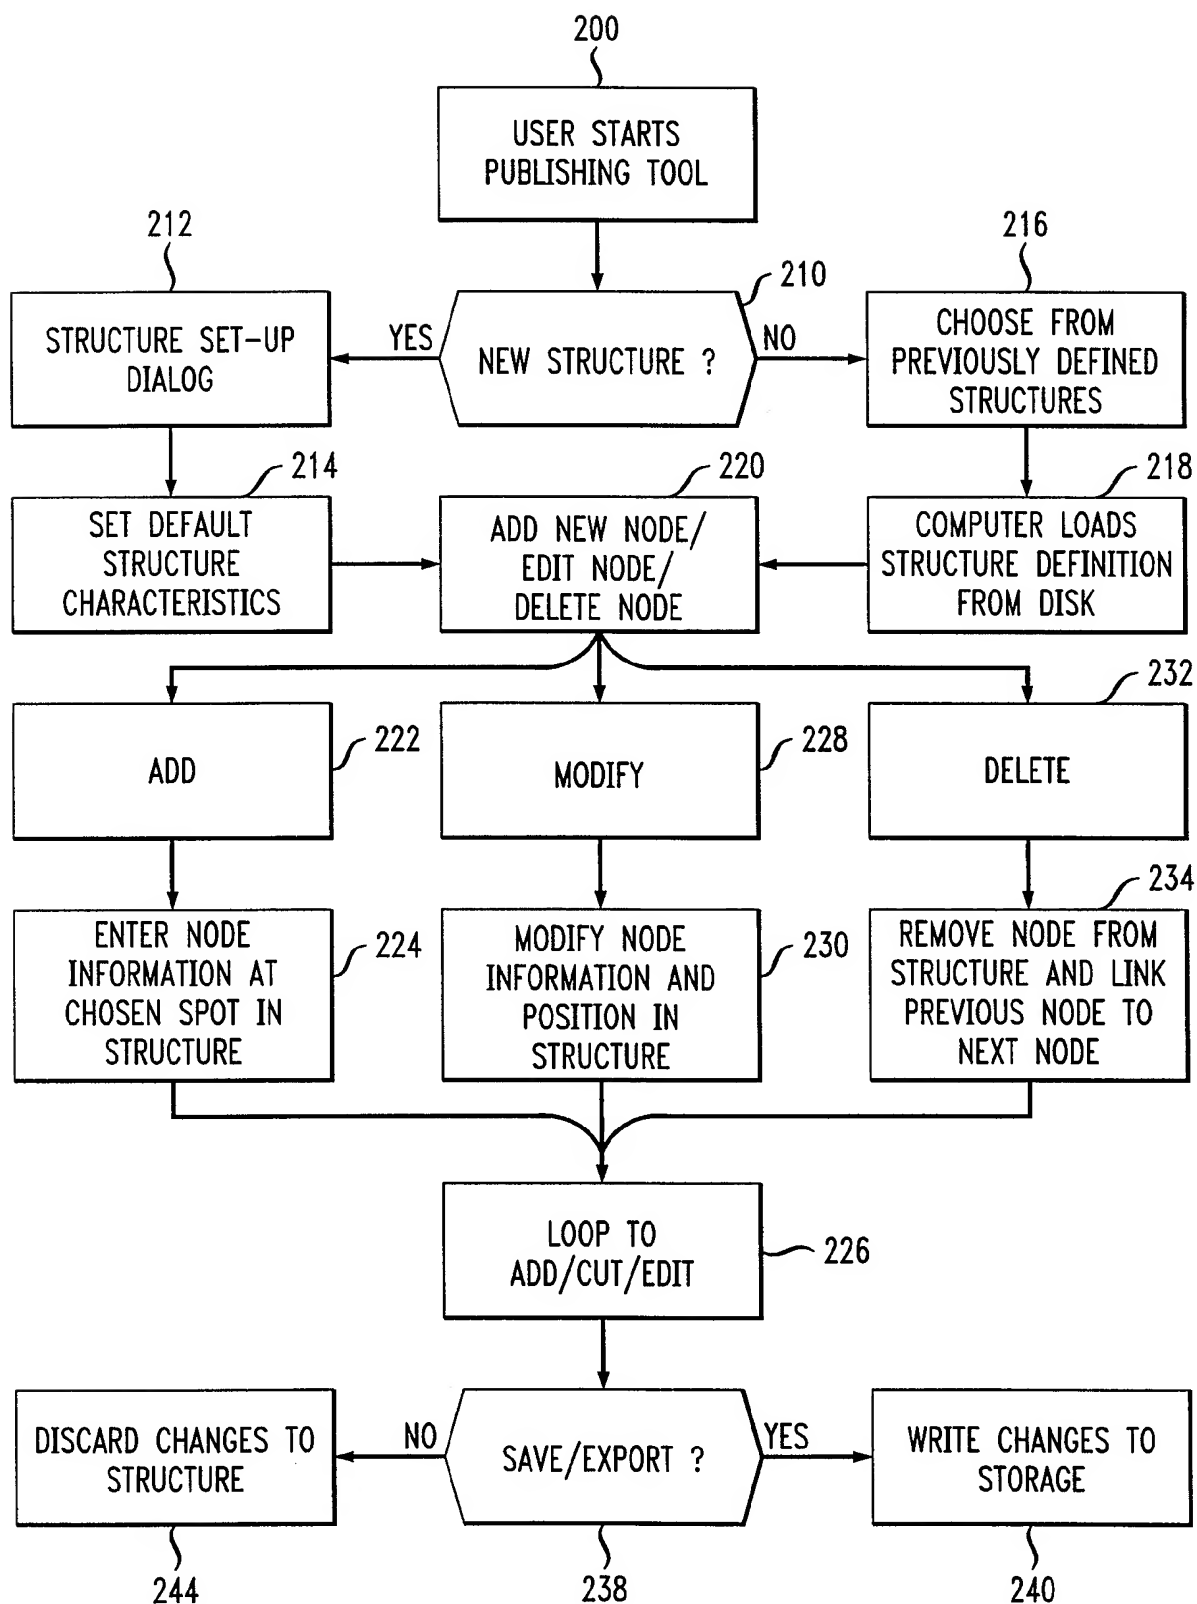 200
USER STARTS
PUBLISHING TOOL
212
216
210
STRUCTURE SET-UP
DIALOG
YES
NEW STRUCTURE ?
NO
CHOOSE FROM
PREVIOUSLY DEFINED
STRUCTURES
214
220
218
SET DEFAULT
STRUCTURE
CHARACTERISTICS
ADD NEW NODE/
EDIT NODE/
DELETE NODE
COMPUTER LOADS
STRUCTURE DEFINITION
FROM DISK
232
ADD
222
MODIFY
228
DELETE
234
ENTER NODE
INFORMATION AT
CHOSEN SPOT IN
STRUCTURE
224
MODIFY NODE
INFORMATION AND
POSITION IN
STRUCTURE
230
REMOVE NODE FROM
STRUCTURE AND LINK
PREVIOUS NODE TO
NEXT NODE
LOOP TO
ADD/CUT/EDIT
226
DISCARD CHANGES TO
STRUCTURE
NO
SAVE/EXPORT ?
YES
WRITE CHANGES TO
STORAGE
244
238
240